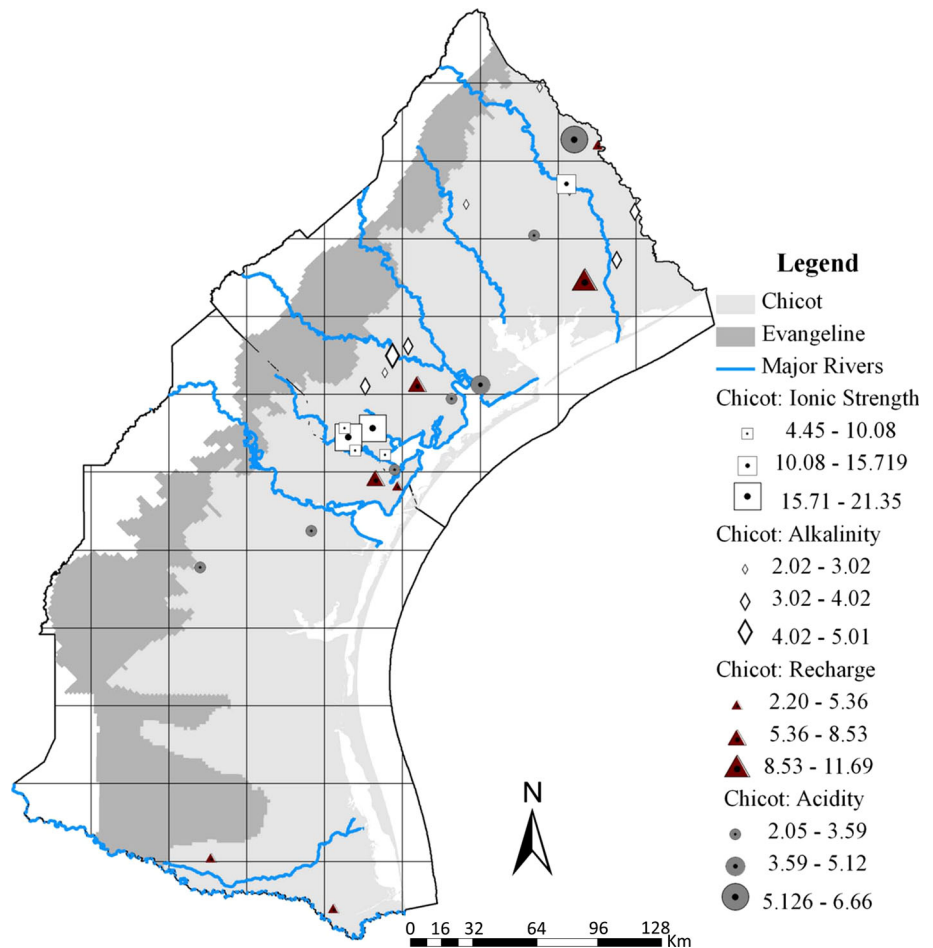 Legend
Chicot
Evangeline
Major Rivers
Chicot: Ionic Strength
4.45 - 10.08
10.08 - 15.719
15.71 - 21.35
Chicot: Alkalinity
2.02 - 3.02
3.02 - 4.02
4.02 - 5.01
Chicot: Recharge
2.20 - 5.36
5.36 - 8.53
8.53 - 11.69
Chicot: Acidity
2.05 - 3.59
3.59 - 5.12
5.126 - 6.66
N
0 16 32 64 96 128
Km